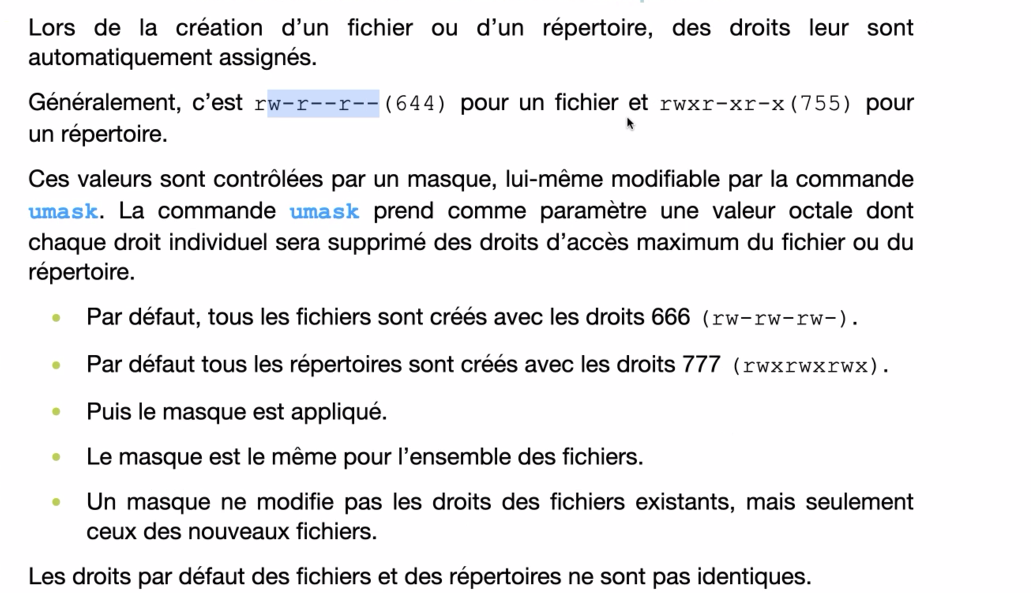 Lors de la création d’un fichier ou d’un répertoire, des droits leur sont
automatiquement assignés.
Généralement, c’est rw-r--r--(644) pour un fichier et rwxr-xr-x(755) pour
un répertoire.
Ces valeurs sont contrôlées par un masque, lui-même modifiable par la commande
umask. La commande umask prend comme paramètre une valeur octale dont
chaque droit individuel sera supprimé des droits d’accès maximum du fichier ou du
répertoire.
• Par défaut, tous les fichiers sont créés avec les droits 666 (rw-rw-rw-).
• Par défaut tous les répertoires sont créés avec les droits 777 (rwxrwxrwx).
• Puis le masque est appliqué.
• Le masque est le même pour l’ensemble des fichiers.
• Un masque ne modifie pas les droits des fichiers existants, mais seulement
ceux des nouveaux fichiers.
Les droits par défaut des fichiers et des répertoires ne sont pas identiques.